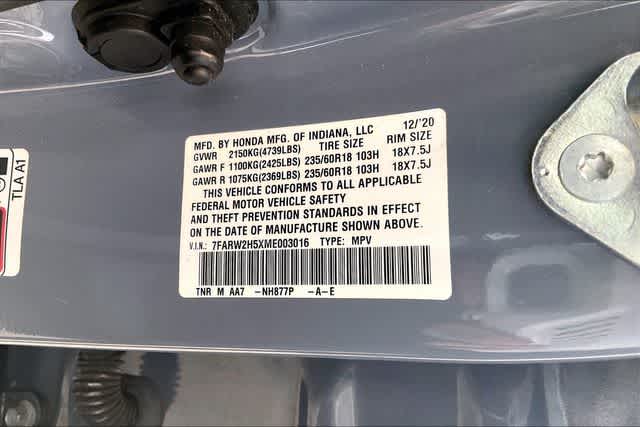 MFD. BY HONDA MFG. OF INDIANA, LLC 12/'20
GVWR 2150KG(4739LBS) TIRE SIZE RIM SIZE
GAWR F 1100KG(2425LBS) 235/60R18 103H 18X7.5J
GAWR R 1075KG(2369LBS) 235/60R18 103H 18X7.5J
THIS VEHICLE CONFORMS TO ALL APPLICABLE
FEDERAL MOTOR VEHICLE SAFETY
AND THEFT PREVENTION STANDARDS IN EFFECT
ON THE DATE OF MANUFACTURE SHOWN ABOVE.
V.I.N.: 7FARW2H5XME003016 TYPE: MPV
TNR M AA7 -NH877P -A-E
TLA A1